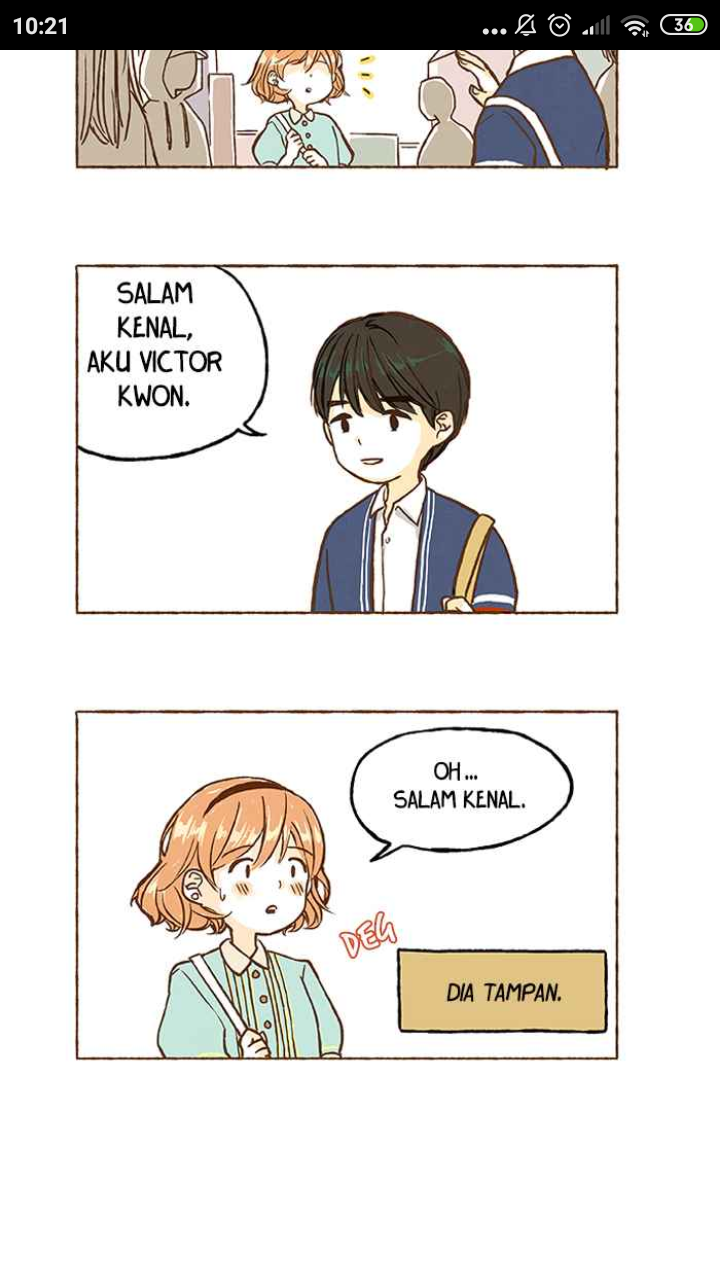 10:21
36
SALAM
KENAL,
AKU VICTOR
KWON.
OH...
SALAM KENAL.
DEG
DIA TAMPAN.